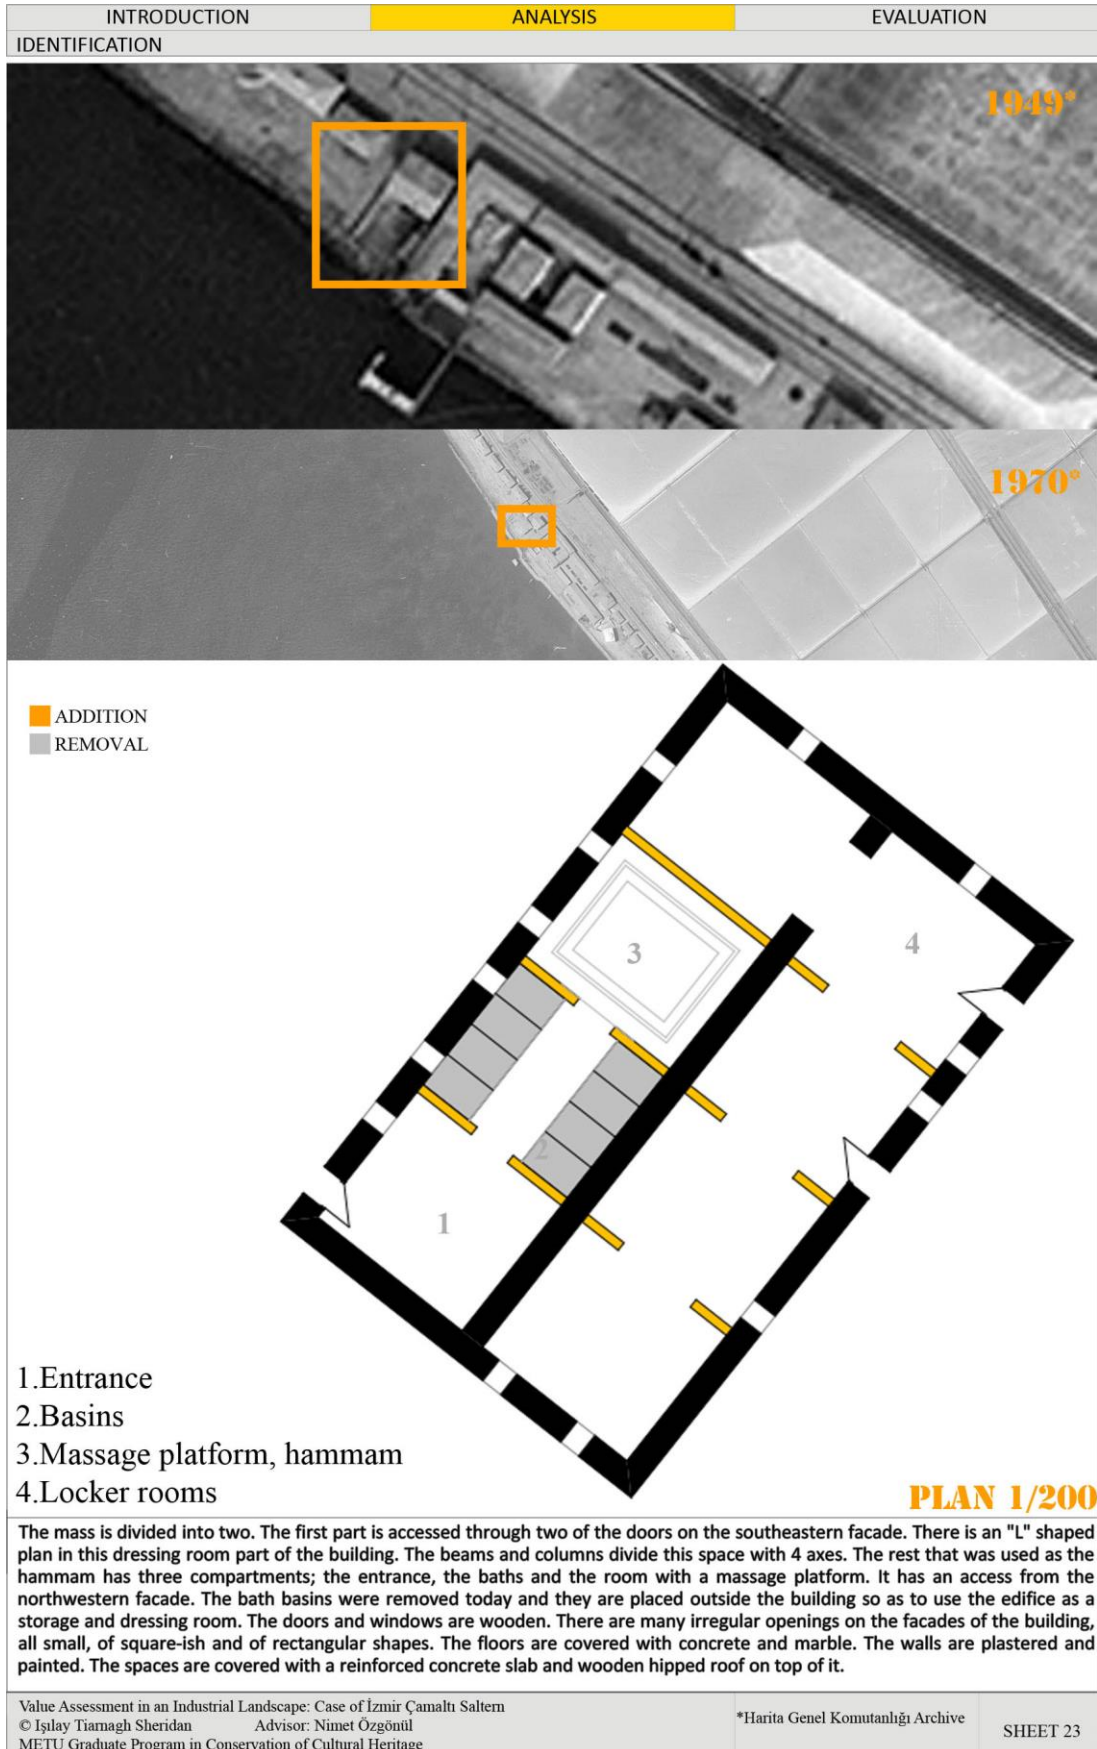 INTRODUCTION
ANALYSIS
EVALUATION
IDENTIFICATION
1949*
1970*
ADDITION
REMOVAL
3
4
2
1
1.Entrance
2.Basins
3.Massage platform, hammam
4.Locker rooms
PLAN 1/200
The mass is divided into two. The first part is accessed through two of the doors on the southeastern facade. There is an "L" shaped
plan in this dressing room part of the building. The beams and columns divide this space with 4 axes. The rest that was used as the
hammam has three compartments; the entrance, the baths and the room with a massage platform. It has an access from the
northwestern facade. The bath basins were removed today and they are placed outside the building so as to use the edifice as a
storage and dressing room. The doors and windows are wooden. There are many irregular openings on the facades of the building,
all small, of square-ish and of rectangular shapes. The floors are covered with concrete and marble. The walls are plastered and
painted. The spaces are covered with a reinforced concrete slab and wooden hipped roof on top of it.
Value Assessment in an Industrial Landscape: Case of İzmir Çamaltı Saltern
© Işılay Tiarnagh Sheridan Advisor: Nimet Özgönül
METU Graduate Program in Conservation of Cultural Heritage
*Harita Genel Komutanlığı Archive
SHEET 23